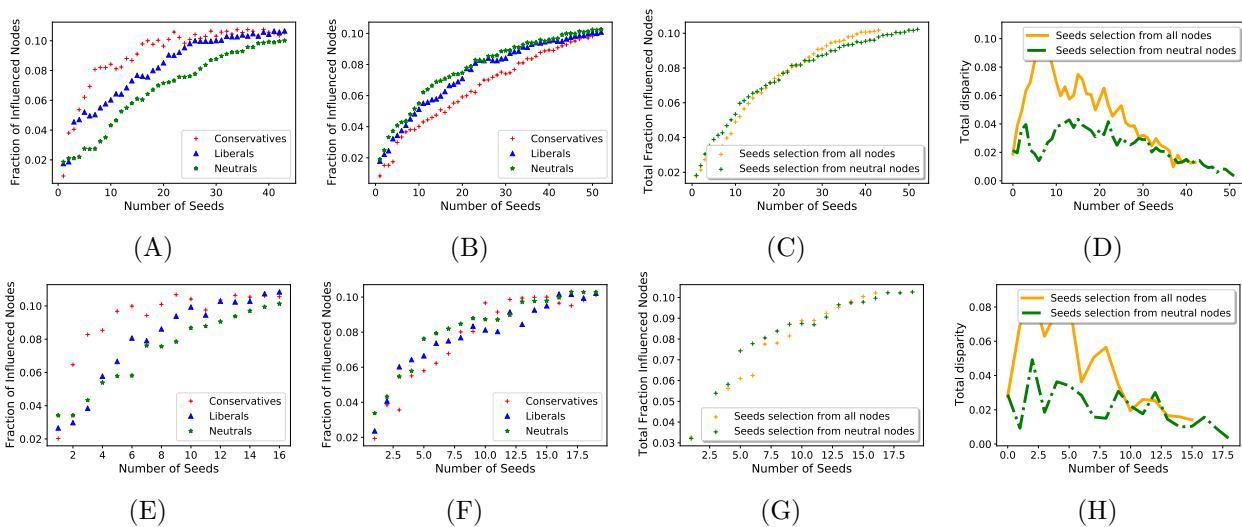 Fraction of Influenced Nodes
0.10
0.08
0.06
0.04
0.02
0
10
20
30
40
Number of Seeds
Conservatives
Liberals
Neutrals
(A)
Fraction of Influenced Nodes
0.10
0.08
0.06
0.04
0.02
0
10
20
30
40
50
Number of Seeds
Conservatives
Liberals
Neutrals
(B)
Total Fraction Influenced Nodes
0.10
0.08
0.06
0.04
0.02
0
10
20
30
40
50
Number of Seeds
Seeds selection from all nodes
Seeds selection from neutral nodes
(C)
Total disparity
0.10
0.08
0.06
0.04
0.02
0.00
0
10
20
30
40
50
Number of Seeds
Seeds selection from all nodes
Seeds selection from neutral nodes
(D)
Fraction of Influenced Nodes
0.10
0.08
0.06
0.04
0.02
2
4
6
8
10
12
14
16
Number of Seeds
Conservatives
Liberals
Neutrals
(E)
Fraction of Influenced Nodes
0.10
0.08
0.06
0.04
0.02
2.5
5.0
7.5
10.0
12.5
15.0
17.5
Number of Seeds
Conservatives
Liberals
Neutrals
(F)
Total Fraction Influenced Nodes
0.10
0.09
0.08
0.07
0.06
0.05
0.04
0.03
2.5
5.0
7.5
10.0
12.5
15.0
17.5
Number of Seeds
Seeds selection from all nodes
Seeds selection from neutral nodes
(G)
Total disparity
0.08
0.06
0.04
0.02
0.00
0.0
2.5
5.0
7.5
10.0
12.5
15.0
17.5
Number of Seeds
Seeds selection from all nodes
Seeds selection from neutral nodes
(H)